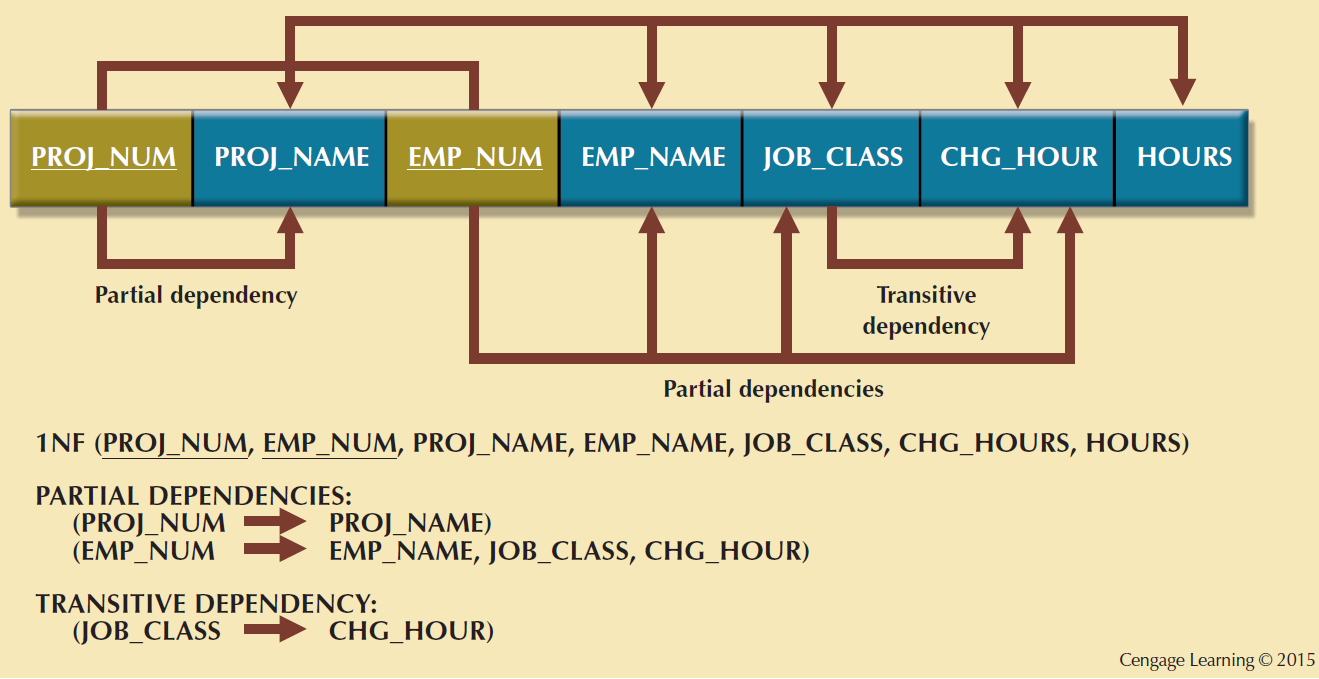 PROJ_NUM PROJ_NAME EMP_NUM EMP_NAME JOB_CLASS CHG_HOUR HOURS
Partial dependency
Transitive
dependency
Partial dependencies
1NF (PROJ_NUM, EMP_NUM, PROJ_NAME, EMP_NAME, JOB_CLASS, CHG_HOURS, HOURS)
PARTIAL DEPENDENCIES:
(PROJ_NUM PROJ_NAME)
(EMP_NUM EMP_NAME, JOB_CLASS, CHG_HOUR)
TRANSITIVE DEPENDENCY:
(JOB_CLASS CHG_HOUR)
Cengage Learning © 2015